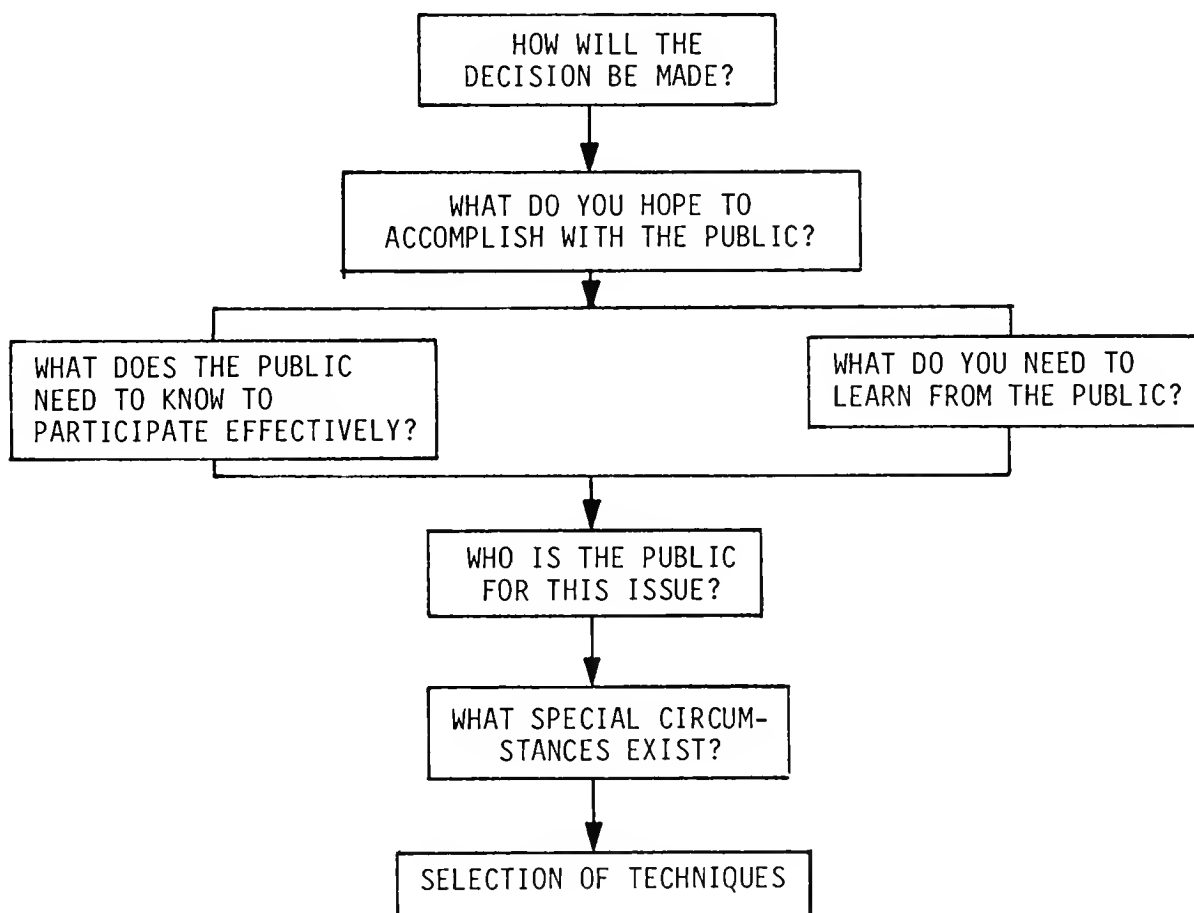 HOW WILL THE
DECISION BE MADE?
WHAT DO YOU HOPE TO
ACCOMPLISH WITH THE PUBLIC?
WHAT DOES THE PUBLIC
NEED TO KNOW TO
PARTICIPATE EFFECTIVELY?
WHAT DO YOU NEED TO
LEARN FROM THE PUBLIC?
WHO IS THE PUBLIC
FOR THIS ISSUE?
WHAT SPECIAL CIRCUM-
STANCES EXIST?
SELECTION OF TECHNIQUES